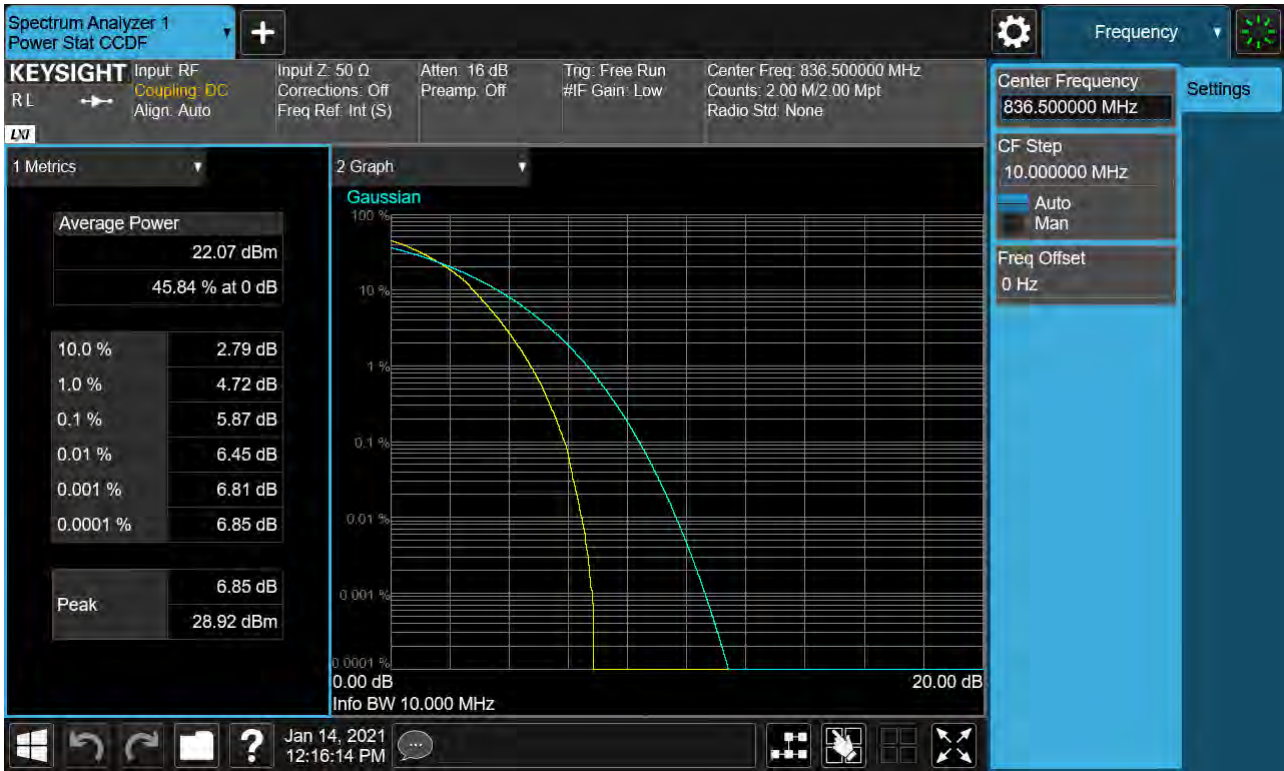 Spectrum Analyzer 1
Power Stat CCDF
Frequency
KEYSIGHT
R L
LXI
Input: RF
Coupling: DC
Align: Auto
Input Z: 50 Ω
Corrections: Off
Freq Ref: Int (S)
Atten: 16 dB
Preamp: Off
Trig: Free Run
#IF Gain: Low
Center Freq: 836.500000 MHz
Counts: 2.00 M/2.00 Mpt
Radio Std: None
Center Frequency
836.500000 MHz
Settings
CF Step
10.000000 MHz
Auto
Man
Freq Offset
0 Hz
1 Metrics
Average Power
22.07 dBm
45.84 % at 0 dB
10.0 % 2.79 dB
1.0 % 4.72 dB
0.1 % 5.87 dB
0.01 % 6.45 dB
0.001 % 6.81 dB
0.0001 % 6.85 dB
Peak
6.85 dB
28.92 dBm
2 Graph
Gaussian
100 %
10 %
1 %
0.1 %
0.01 %
0.001 %
0.0001 %
0.00 dB 20.00 dB
Info BW 10.000 MHz
?
Jan 14, 2021
12:16:14 PM